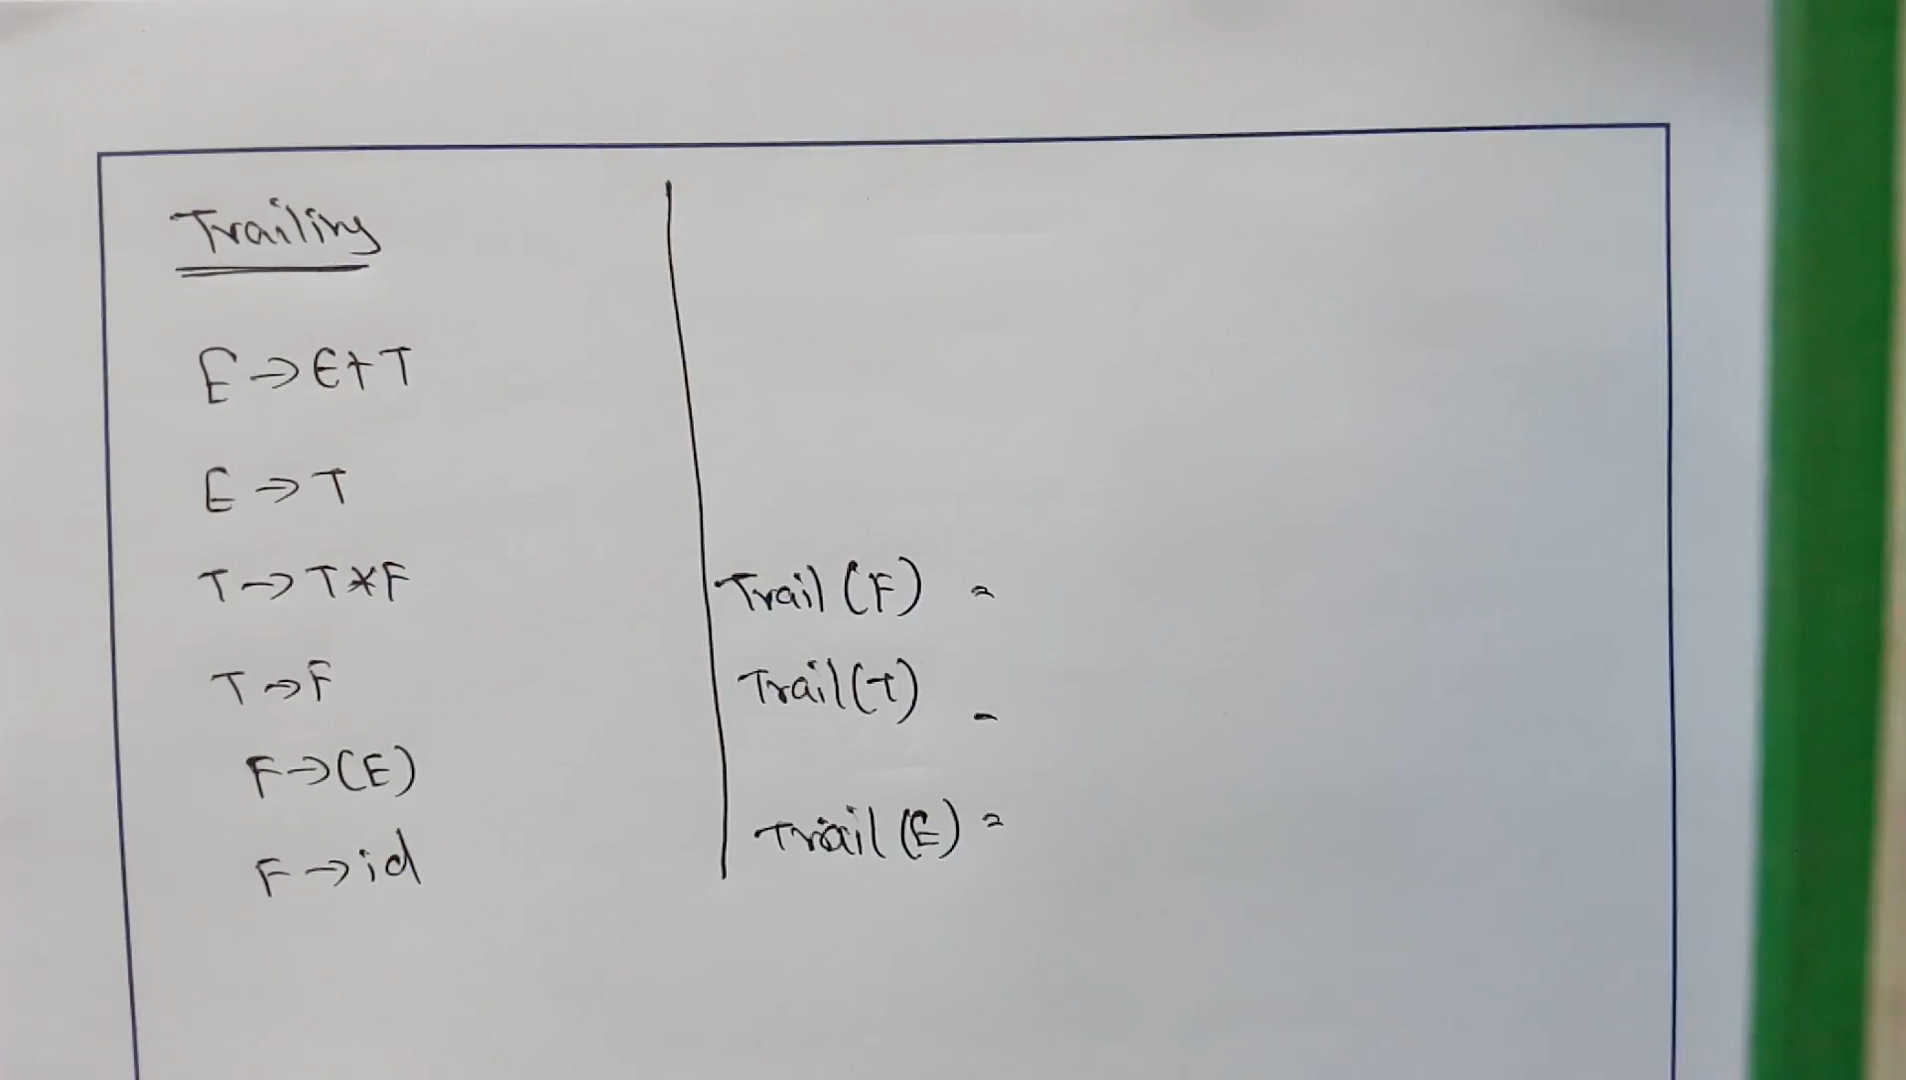 Trailing
E → E+T
E → T
T → T*F
T → F
F → (E)
F → id
Trail (F) =
Trail (T) =
Trail (E) =